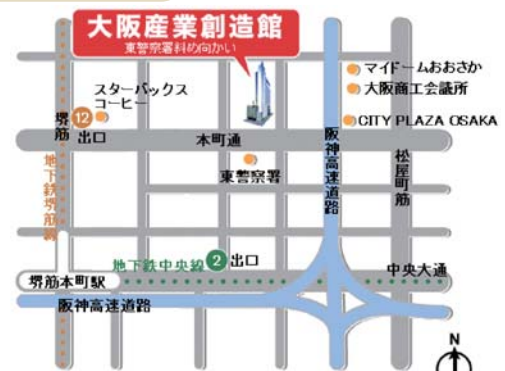 大阪産業創造館
東警察署斜め向かい
マイドームおおさか
大阪商工会議所
CITY PLAZA OSAKA
スターバックス
コーヒー
堺筋
12
出口
本町通
東警察署
阪神高速道路
松屋町筋
地下鉄堺筋線
地下鉄中央線
2
出口
中央大通
堺筋本町駅
阪神高速道路
N